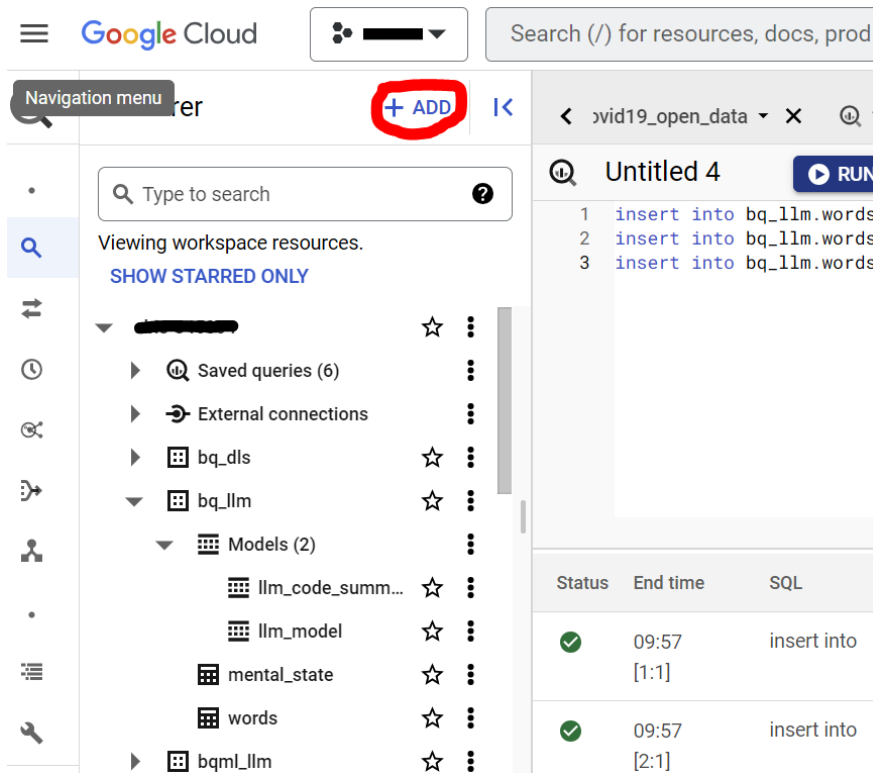 Google Cloud
Search (/) for resources, docs, prod
Navigation menu
rer
+ ADD
ovid19_open_data
Type to search
Untitled 4
RUN
Viewing workspace resources.
SHOW STARRED ONLY
1 insert into bq_llm.words
2 insert into bq_llm.words
3 insert into bq_llm.words
Saved queries (6)
External connections
bq_dls
bq_llm
Models (2)
llm_code_summ...
llm_model
mental_state
words
bqml_llm
Status End time SQL
09:57 insert into
[1:1]
09:57 insert into
[2:1]